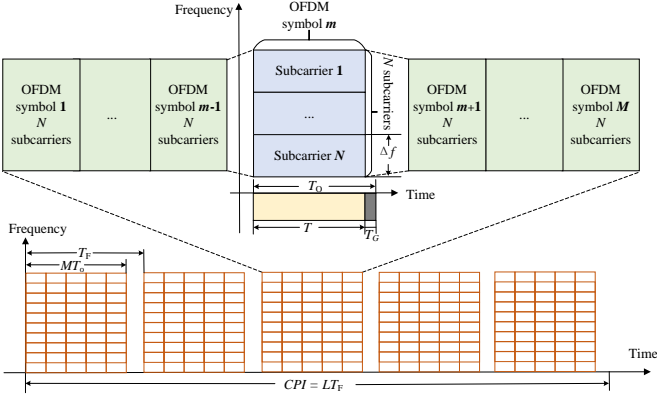 Frequency
OFDM
symbol m
OFDM
symbol 1
N
subcarriers
...
OFDM
symbol m-1
N
subcarriers
Subcarrier 1
...
Subcarrier N
N subcarriers
Δf
OFDM
symbol m+1
N
subcarriers
...
OFDM
symbol M
N
subcarriers
T_O
Time
T
T_G
Frequency
T_F
MT_o
Time
CPI = LT_F